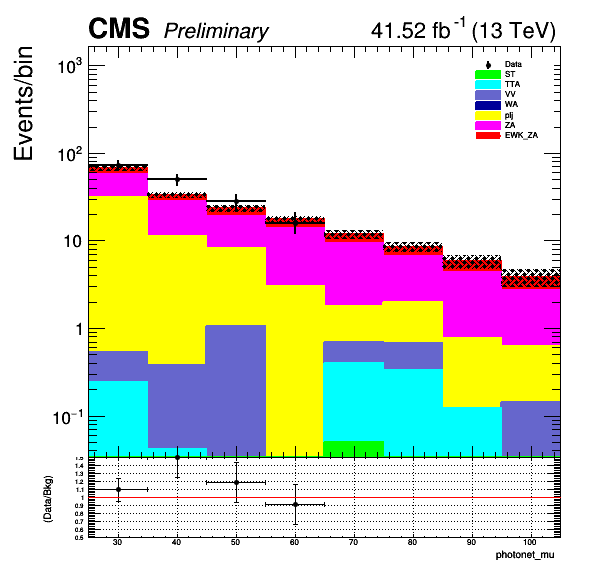 CMS Preliminary 41.52 fb⁻¹ (13 TeV)
Events/bin
10³
10²
10
1
10⁻¹
Data
ST
TTA
VV
WA
plj
ZA
EWK_ZA
(Data/Bkg)
1.5
1.4
1.3
1.2
1.1
1
0.9
0.8
0.7
0.6
0.5
30 40 50 60 70 80 90 100
photonet_mu